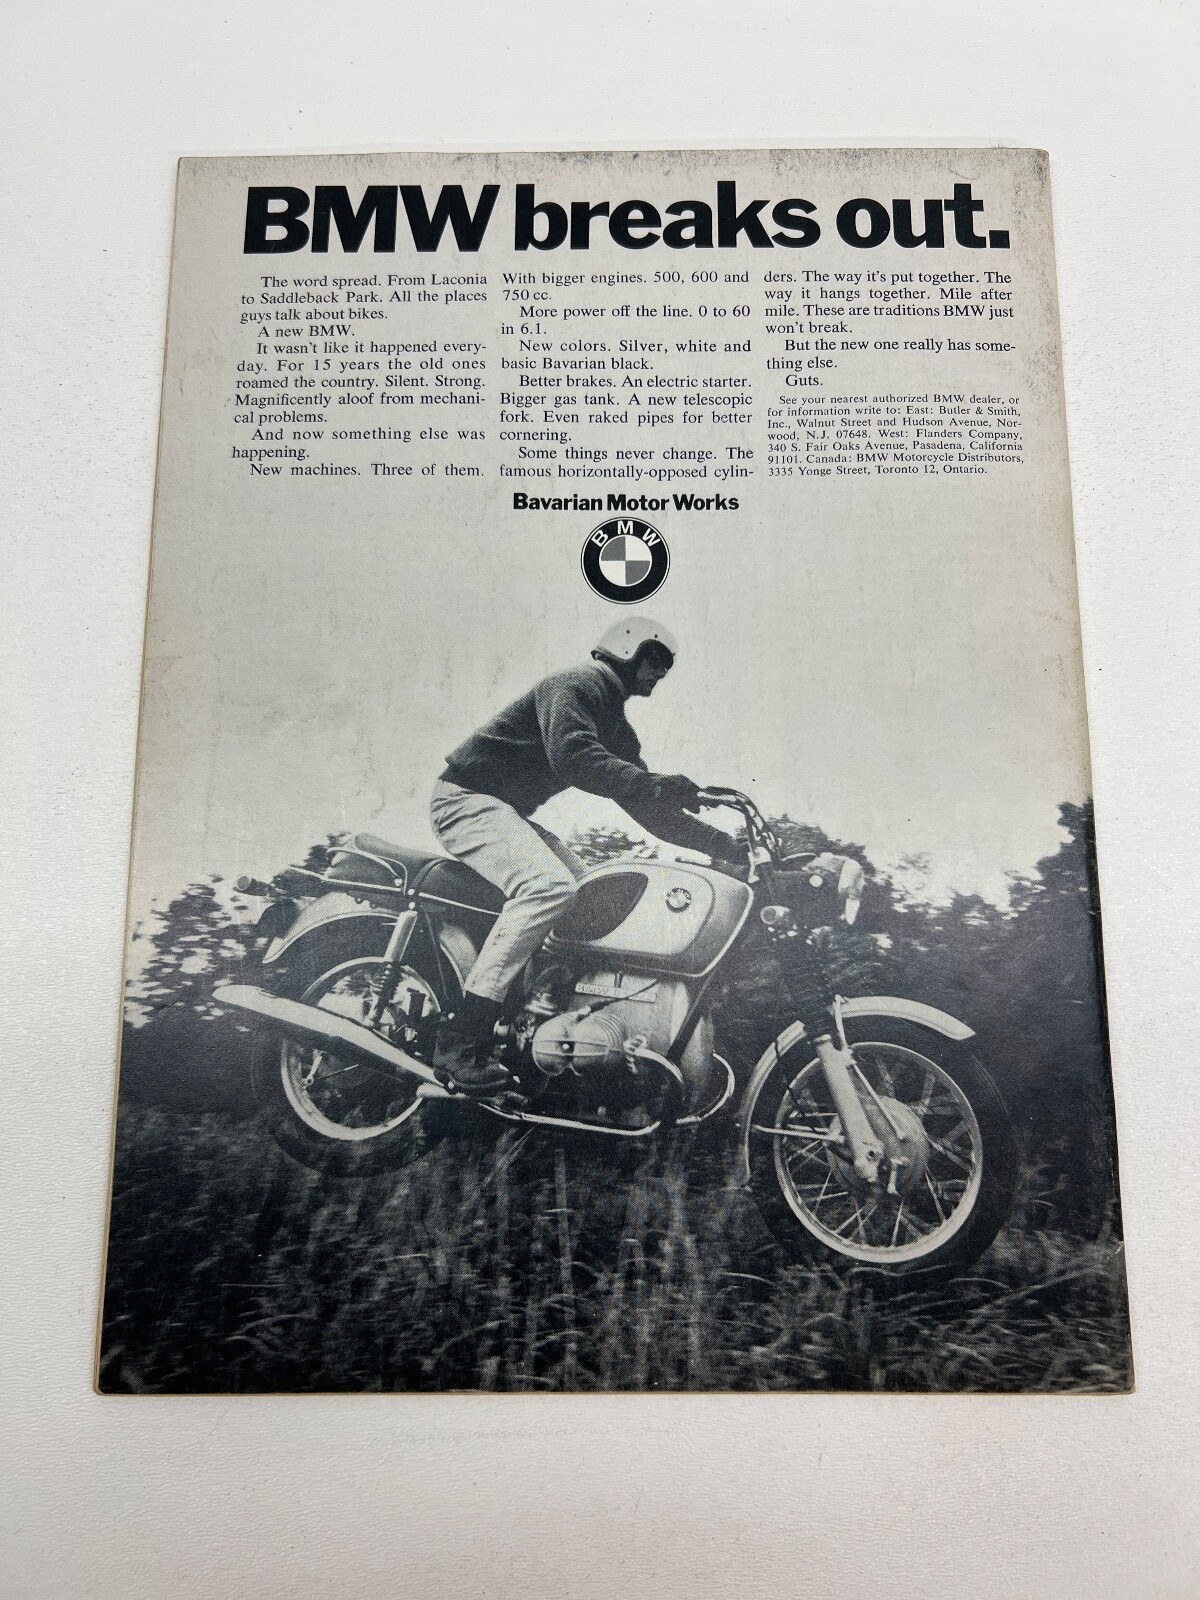 BMW breaks out.
The word spread. From Laconia
to Saddleback Park. All the places
guys talk about bikes.
A new BMW.
It wasn't like it happened every-
day. For 15 years the old ones
roamed the country. Silent. Strong.
Magnificently aloof from mechani-
cal problems.
And now something else was
happening.
New machines. Three of them.
With bigger engines. 500, 600 and
750 cc.
More power off the line. 0 to 60
in 6.1.
New colors. Silver, white and
basic Bavarian black.
Better brakes. An electric starter.
Bigger gas tank. A new telescopic
fork. Even raked pipes for better
cornering.
Some things never change. The
famous horizontally-opposed cylin-
ders. The way it's put together. The
way it hangs together. Mile after
mile. These are traditions BMW just
won't break.
But the new one really has some-
thing else.
Guts.
See your nearest authorized BMW dealer, or
for information write to: East: Butler & Smith,
Inc., Walnut Street and Hudson Avenue, Nor-
wood, N.J. 07648. West: Flanders Company,
340 S. Fair Oaks Avenue, Pasadena, California
91101. Canada: BMW Motorcycle Distributors,
3335 Yonge Street, Toronto 12, Ontario.
Bavarian Motor Works
BMW